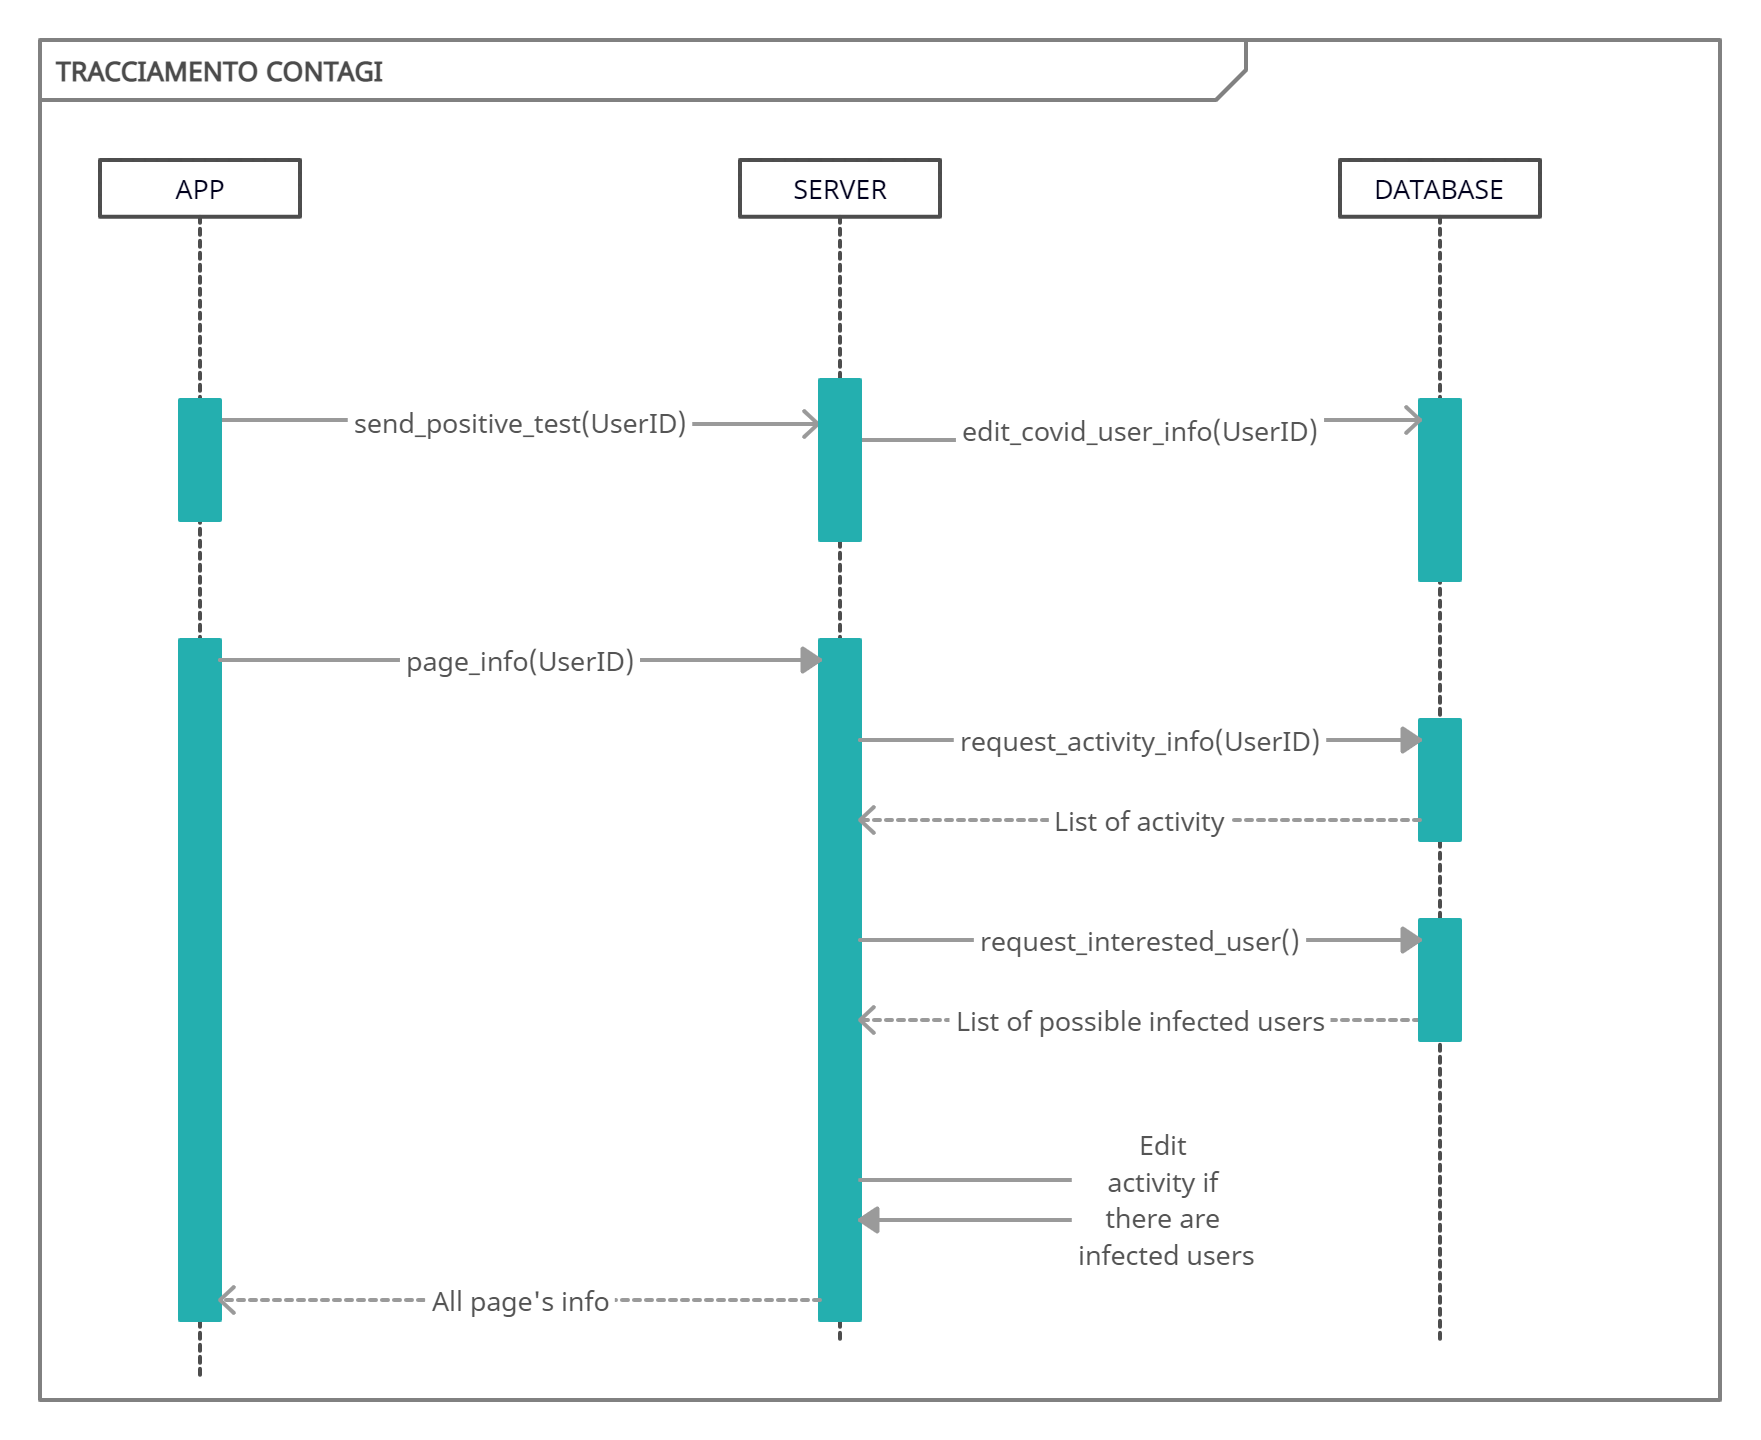 TRACCIAMENTO CONTAGI
APP
SERVER
DATABASE
send_positive_test(UserID)
edit_covid_user_info(UserID)
page_info(UserID)
request_activity_info(UserID)
List of activity
request_interested_user()
List of possible infected users
Edit
activity if
there are
infected users
All page's info